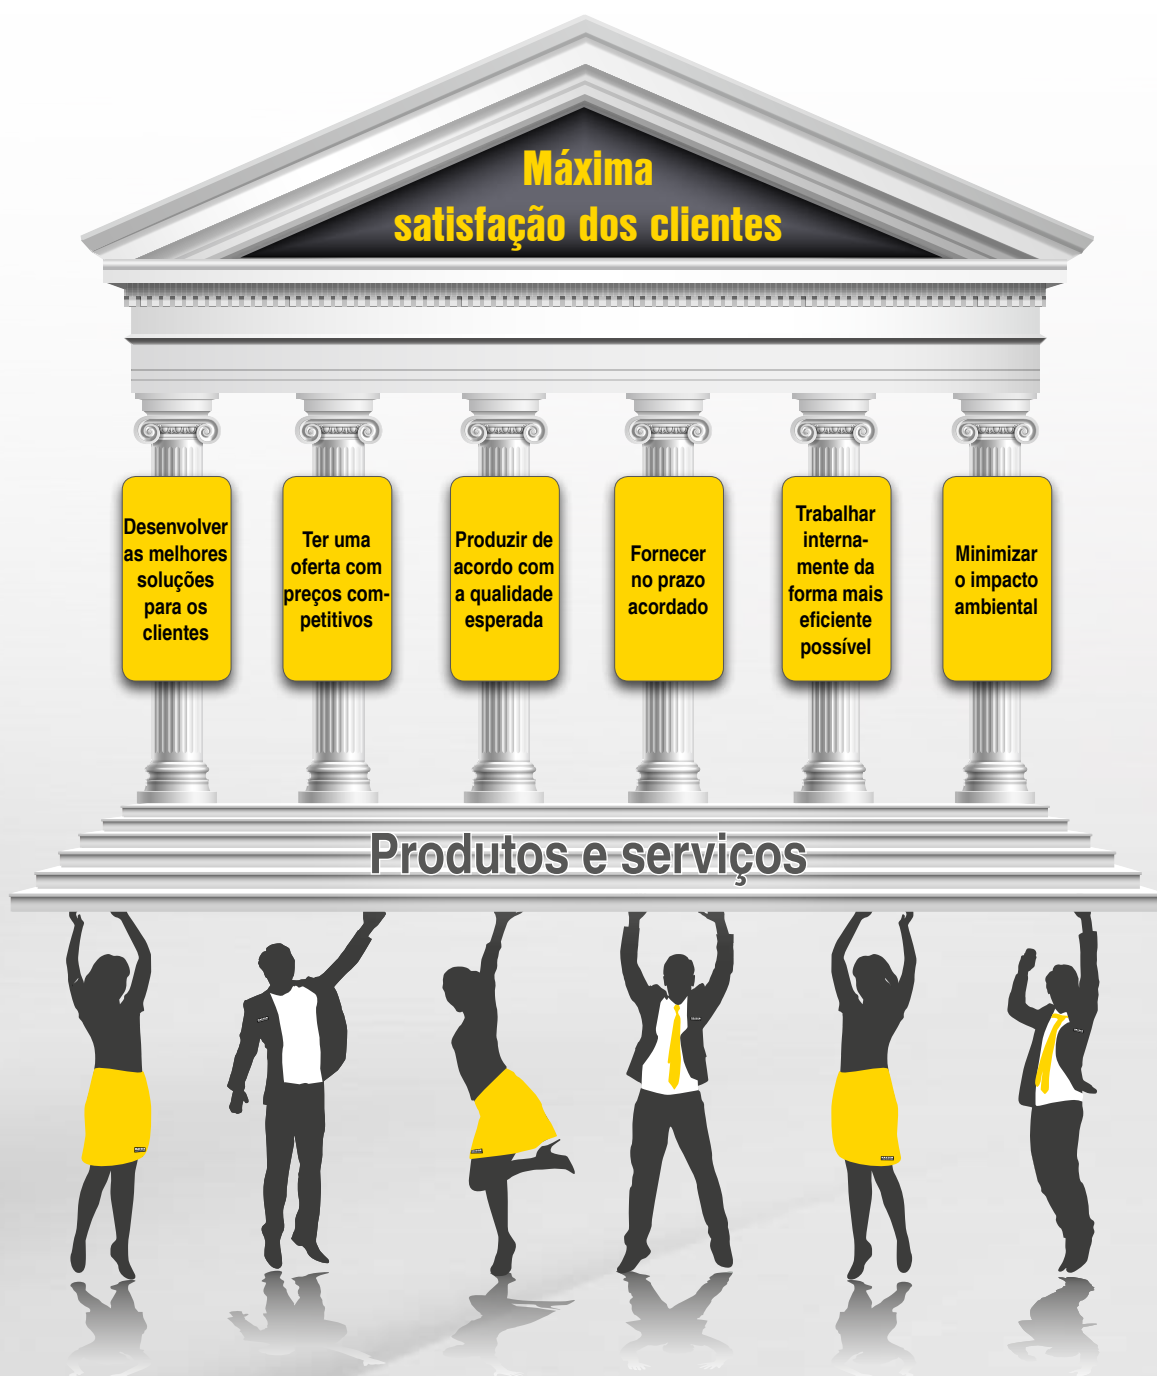 Máxima
satisfação dos clientes
Desenvolver
as melhores
soluções
para os
clientes
Ter uma
oferta com
preços com-
petitivos
Produzir de
acordo com
a qualidade
esperada
Fornecer
no prazo
acordado
Trabalhar
interna-
mente da
forma mais
eficiente
possível
Minimizar
o impacto
ambiental
Produtos e serviços